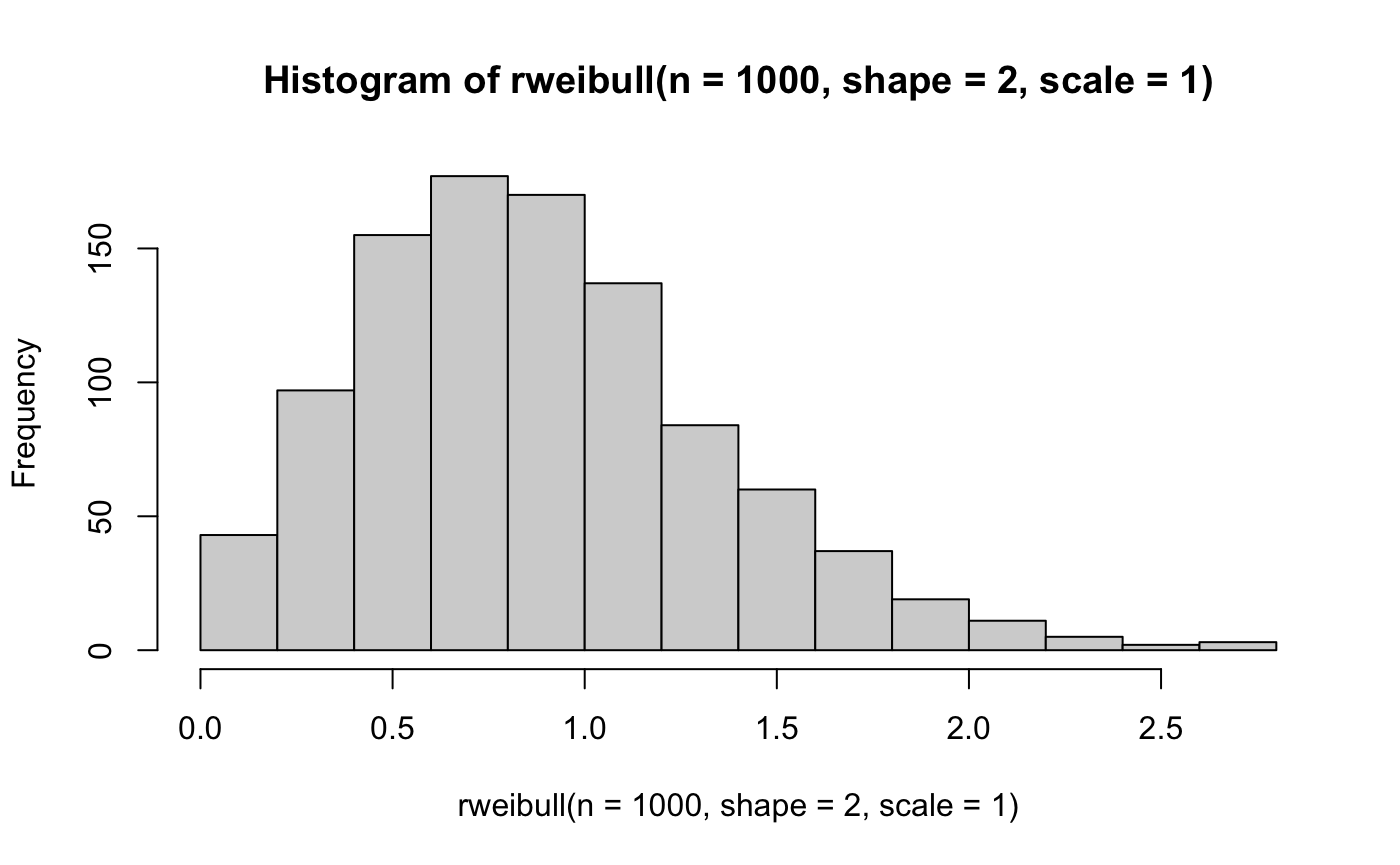 Histogram of rweibull(n = 1000, shape = 2, scale = 1)
Frequency
150
100
50
0
0.0 0.5 1.0 1.5 2.0 2.5
rweibull(n = 1000, shape = 2, scale = 1)